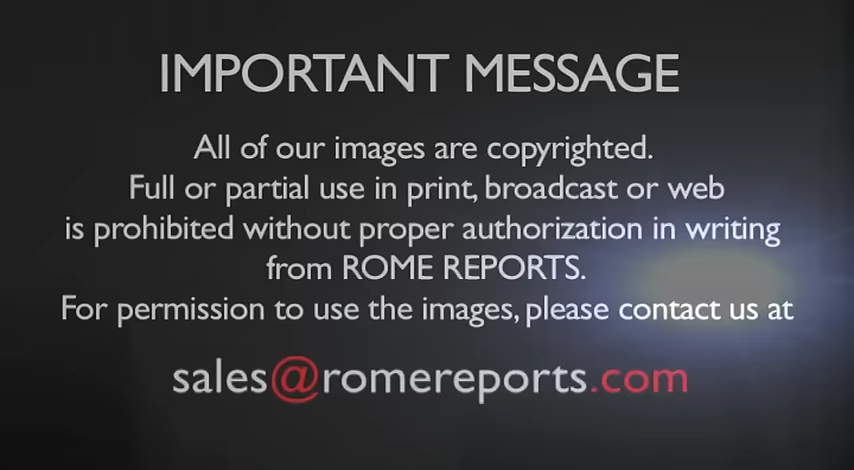 IMPORTANT MESSAGE
All of our images are copyrighted.
Full or partial use in print, broadcast or web
is prohibited without proper authorization in writing
from ROME REPORTS.
For permission to use the images, please contact us at
sales@romereports.com